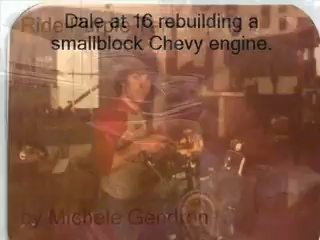 Dale at 16 rebuilding a
smallblock Chevy engine.
by Michele Gendron